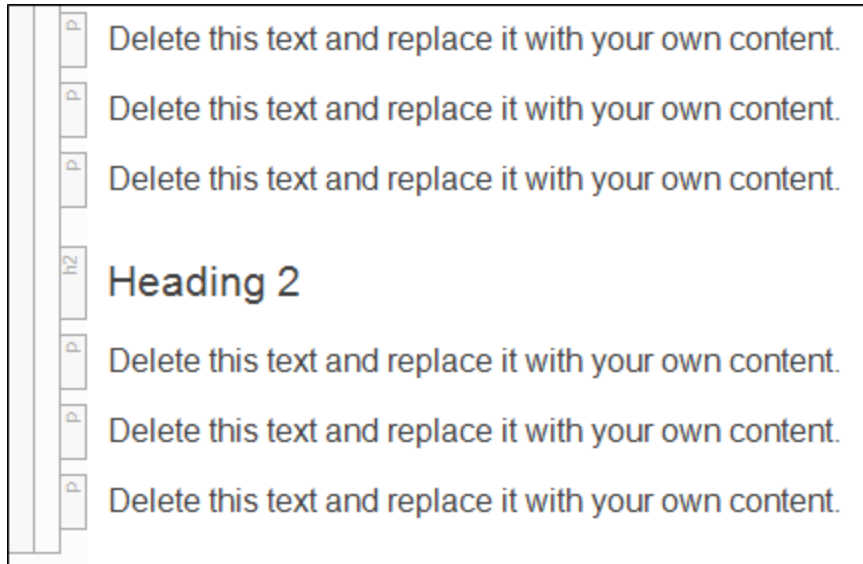 p
Delete this text and replace it with your own content.
p
Delete this text and replace it with your own content.
p
Delete this text and replace it with your own content.
h2
Heading 2
p
Delete this text and replace it with your own content.
p
Delete this text and replace it with your own content.
p
Delete this text and replace it with your own content.